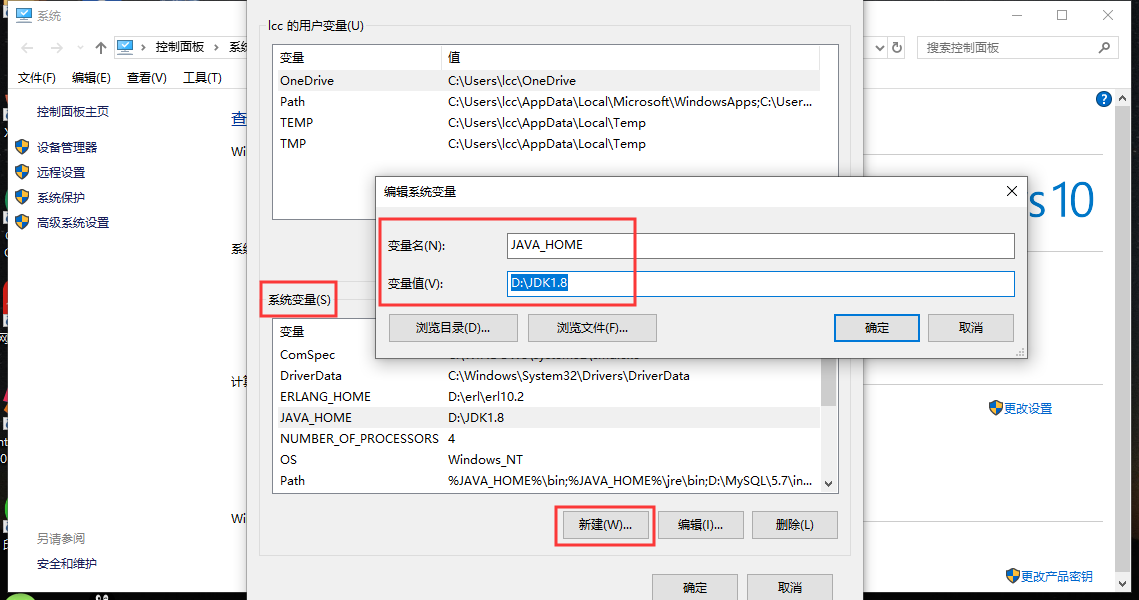 系统
控制面板
系统
搜索控制面板
文件(F) 编辑(E) 查看(V) 工具(T)
控制面板主页
设备管理器
远程设置
系统保护
高级系统设置
另请参阅
安全和维护
查
Wi
系统
计算
Wi
lcc 的用户变量(U)
变量 值
OneDrive C:\Users\lcc\OneDrive
Path C:\Users\lcc\AppData\Local\Microsoft\WindowsApps;C:\User...
TEMP C:\Users\lcc\AppData\Local\Temp
TMP C:\Users\lcc\AppData\Local\Temp
编辑系统变量
变量名(N): JAVA_HOME
变量值(V): D:\JDK1.8
浏览目录(D)... 浏览文件(F)... 确定 取消
系统变量(S)
变量
ComSpec
DriverData C:\Windows\System32\Drivers\DriverData
ERLANG_HOME D:\erl\erl10.2
JAVA_HOME D:\JDK1.8
NUMBER_OF_PROCESSORS 4
OS Windows_NT
Path %JAVA_HOME%\bin;%JAVA_HOME%\jre\bin;D:\MySQL\5.7\in...
新建(W)... 编辑(I)... 删除(L)
确定 取消
s 10
更改设置
更改产品密钥